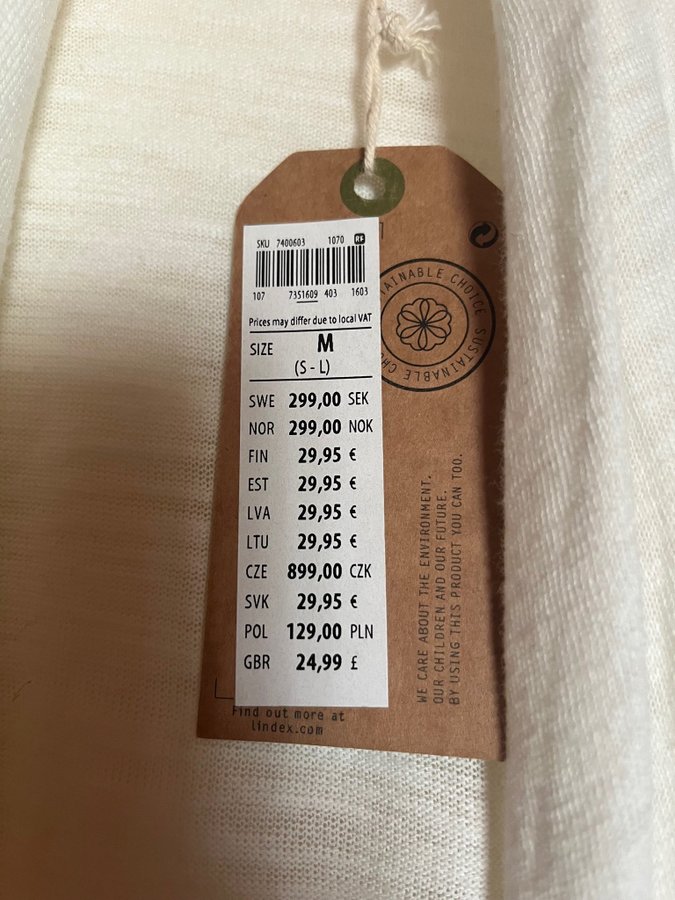 SKU 7400603 1070 RF
107 7351609 403 1603
Prices may differ due to local VAT
SIZE M
(S - L)
SWE 299,00 SEK
NOR 299,00 NOK
FIN 29,95 €
EST 29,95 €
LVA 29,95 €
LTU 29,95 €
CZE 899,00 CZK
SVK 29,95 €
POL 129,00 PLN
GBR 24,99 £
Find out more at
lindex.com
SUSTAINABLE CHOICE
WE CARE ABOUT THE ENVIRONMENT,
OUR CHILDREN AND OUR FUTURE.
BY USING THIS PRODUCT YOU CAN TOO.